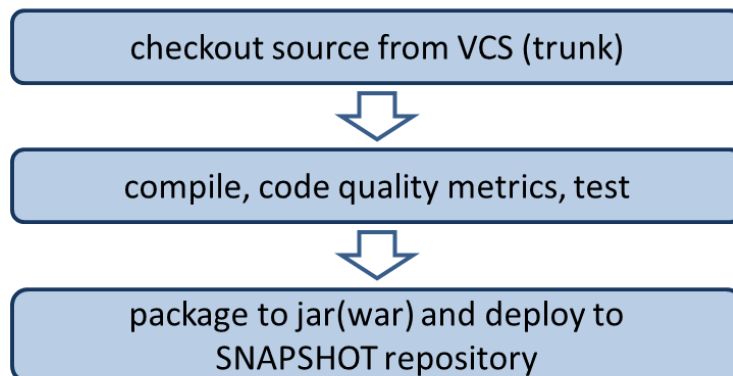 checkout source from VCS (trunk)
compile, code quality metrics, test
package to jar(war) and deploy to
SNAPSHOT repository